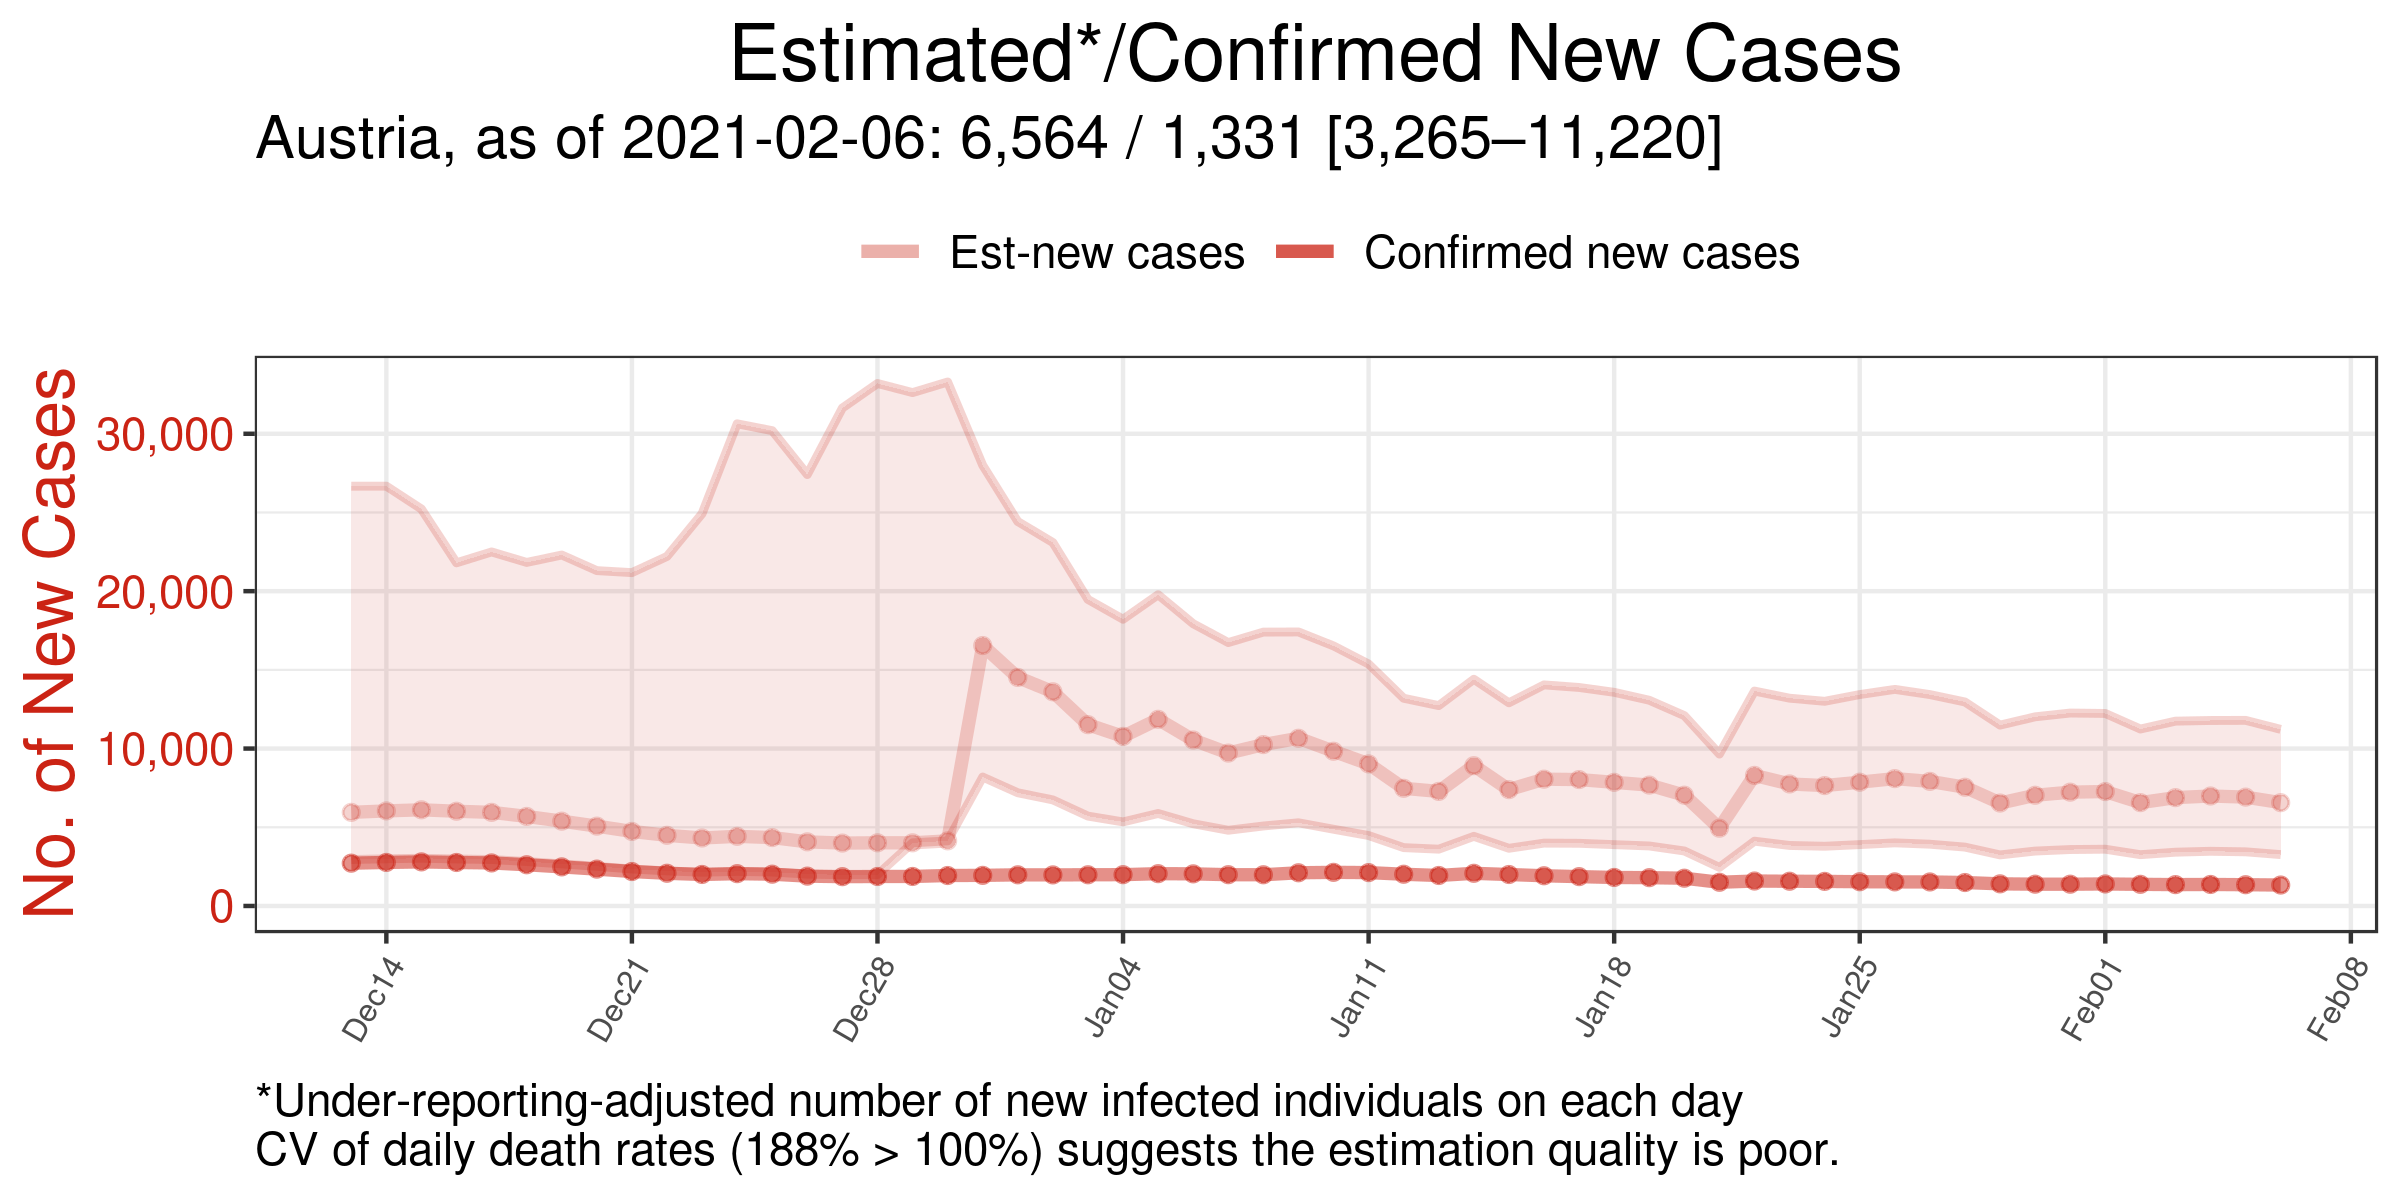 Estimated*/Confirmed New Cases
Austria, as of 2021-02-06: 6,564 / 1,331 [3,265–11,220]
Est-new cases Confirmed new cases
No. of New Cases
30,000
20,000
10,000
0
Dec14 Dec21 Dec28 Jan04 Jan11 Jan18 Jan25 Feb01 Feb08
*Under-reporting-adjusted number of new infected individuals on each day
CV of daily death rates (188% > 100%) suggests the estimation quality is poor.